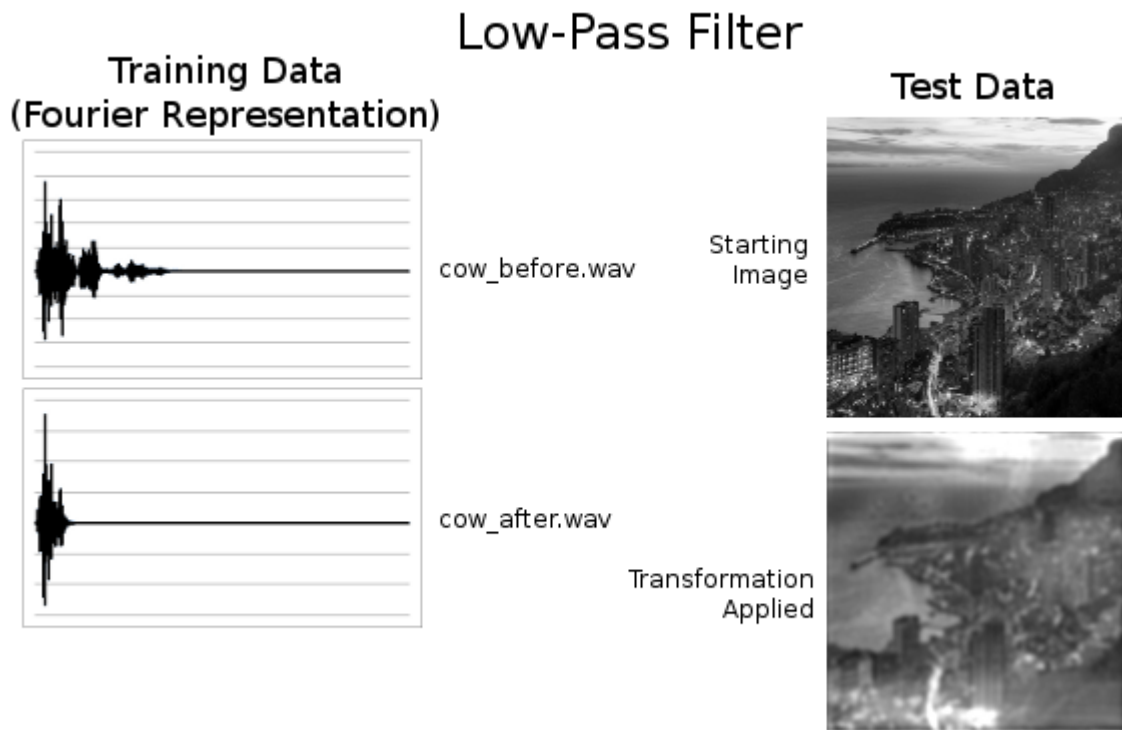 Low-Pass Filter
Training Data
(Fourier Representation)
cow_before.wav
cow_after.wav
Test Data
Starting
Image
Transformation
Applied